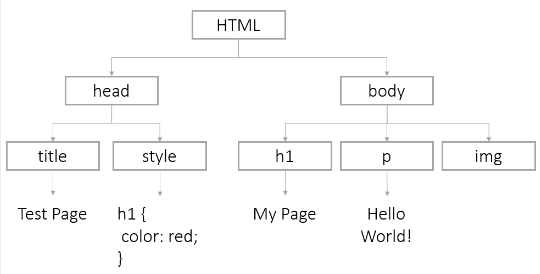 HTML
head
body
title
style
h1
p
img
Test Page
h1 {
color: red;
}
My Page
Hello
World!